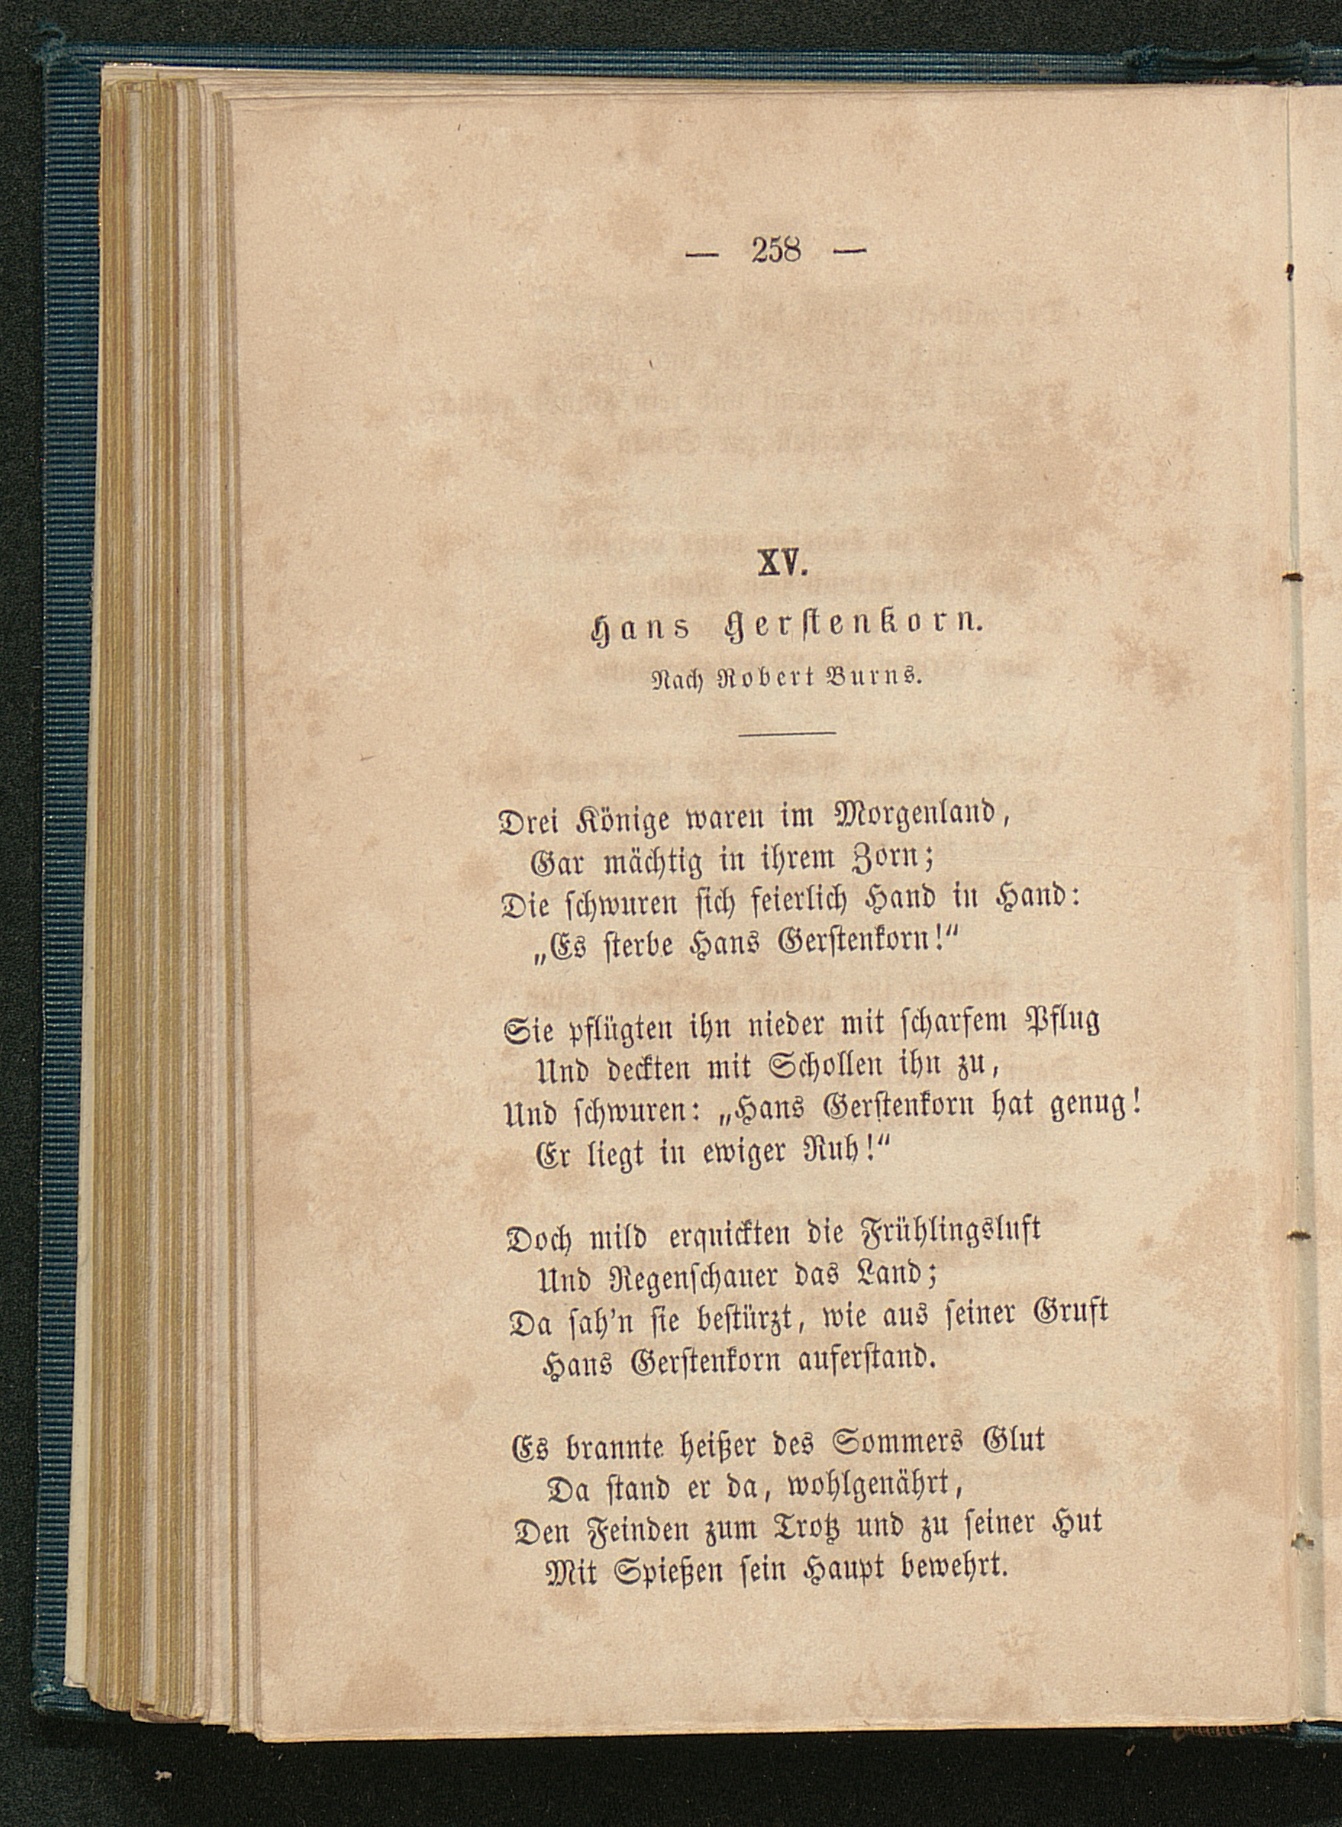 — 258 —
XV.
Hans Gerstenkorn.
Nach Robert Burns.
Drei Könige waren im Morgenland,
Gar mächtig in ihrem Zorn;
Die schwuren sich feierlich Hand in Hand:
„Es sterbe Hans Gerstenkorn!“
Sie pflügten ihn nieder mit scharfem Pflug
Und deckten mit Schollen ihn zu,
Und schwuren: „Hans Gerstenkorn hat genug!
Er liegt in ewiger Ruh!“
Doch mild erquickten die Frühlingsluft
Und Regenschauer das Land;
Da sah'n sie bestürzt, wie aus seiner Gruft
Hans Gerstenkorn auferstand.
Es brannte heißer des Sommers Glut
Da stand er da, wohlgenährt,
Den Feinden zum Trotz und zu seiner Hut
Mit Spießen sein Haupt bewehrt.